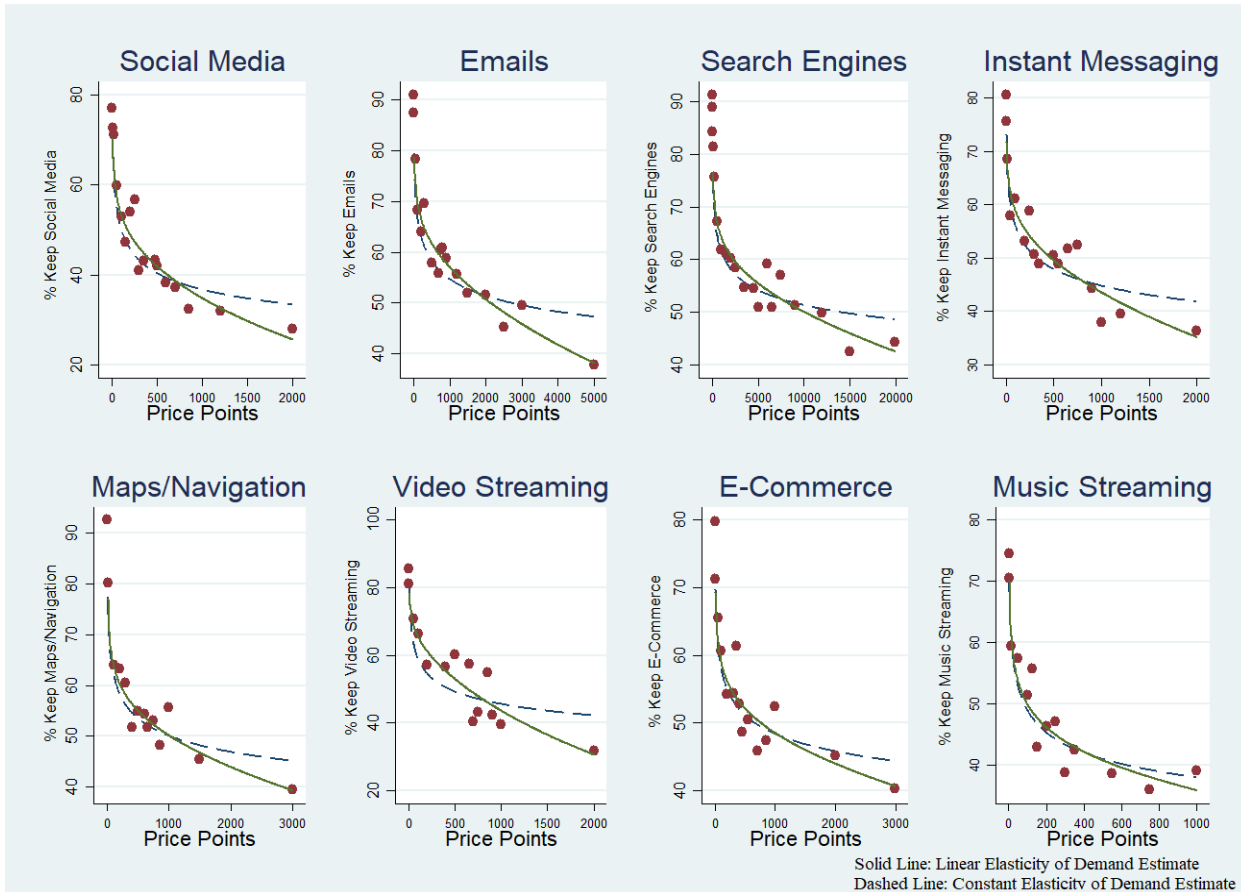 Social Media
% Keep Social Media
80
60
40
20
0 500 1000 1500 2000
Price Points
Emails
% Keep Emails
90
80
70
60
50
40
0 1000 2000 3000 4000 5000
Price Points
Search Engines
% Keep Search Engines
90
80
70
60
50
40
0 5000 10000 15000 20000
Price Points
Instant Messaging
% Keep Instant Messaging
80
70
60
50
40
30
0 500 1000 1500 2000
Price Points
Maps/Navigation
% Keep Maps/Navigation
90
80
70
60
50
40
0 1000 2000 3000
Price Points
Video Streaming
% Keep Video Streaming
100
80
60
40
20
0 500 1000 1500 2000
Price Points
E-Commerce
% Keep E-Commerce
80
70
60
50
40
0 1000 2000 3000
Price Points
Music Streaming
% Keep Music Streaming
80
70
60
50
40
0 200 400 600 800 1000
Price Points
Solid Line: Linear Elasticity of Demand Estimate
Dashed Line: Constant Elasticity of Demand Estimate